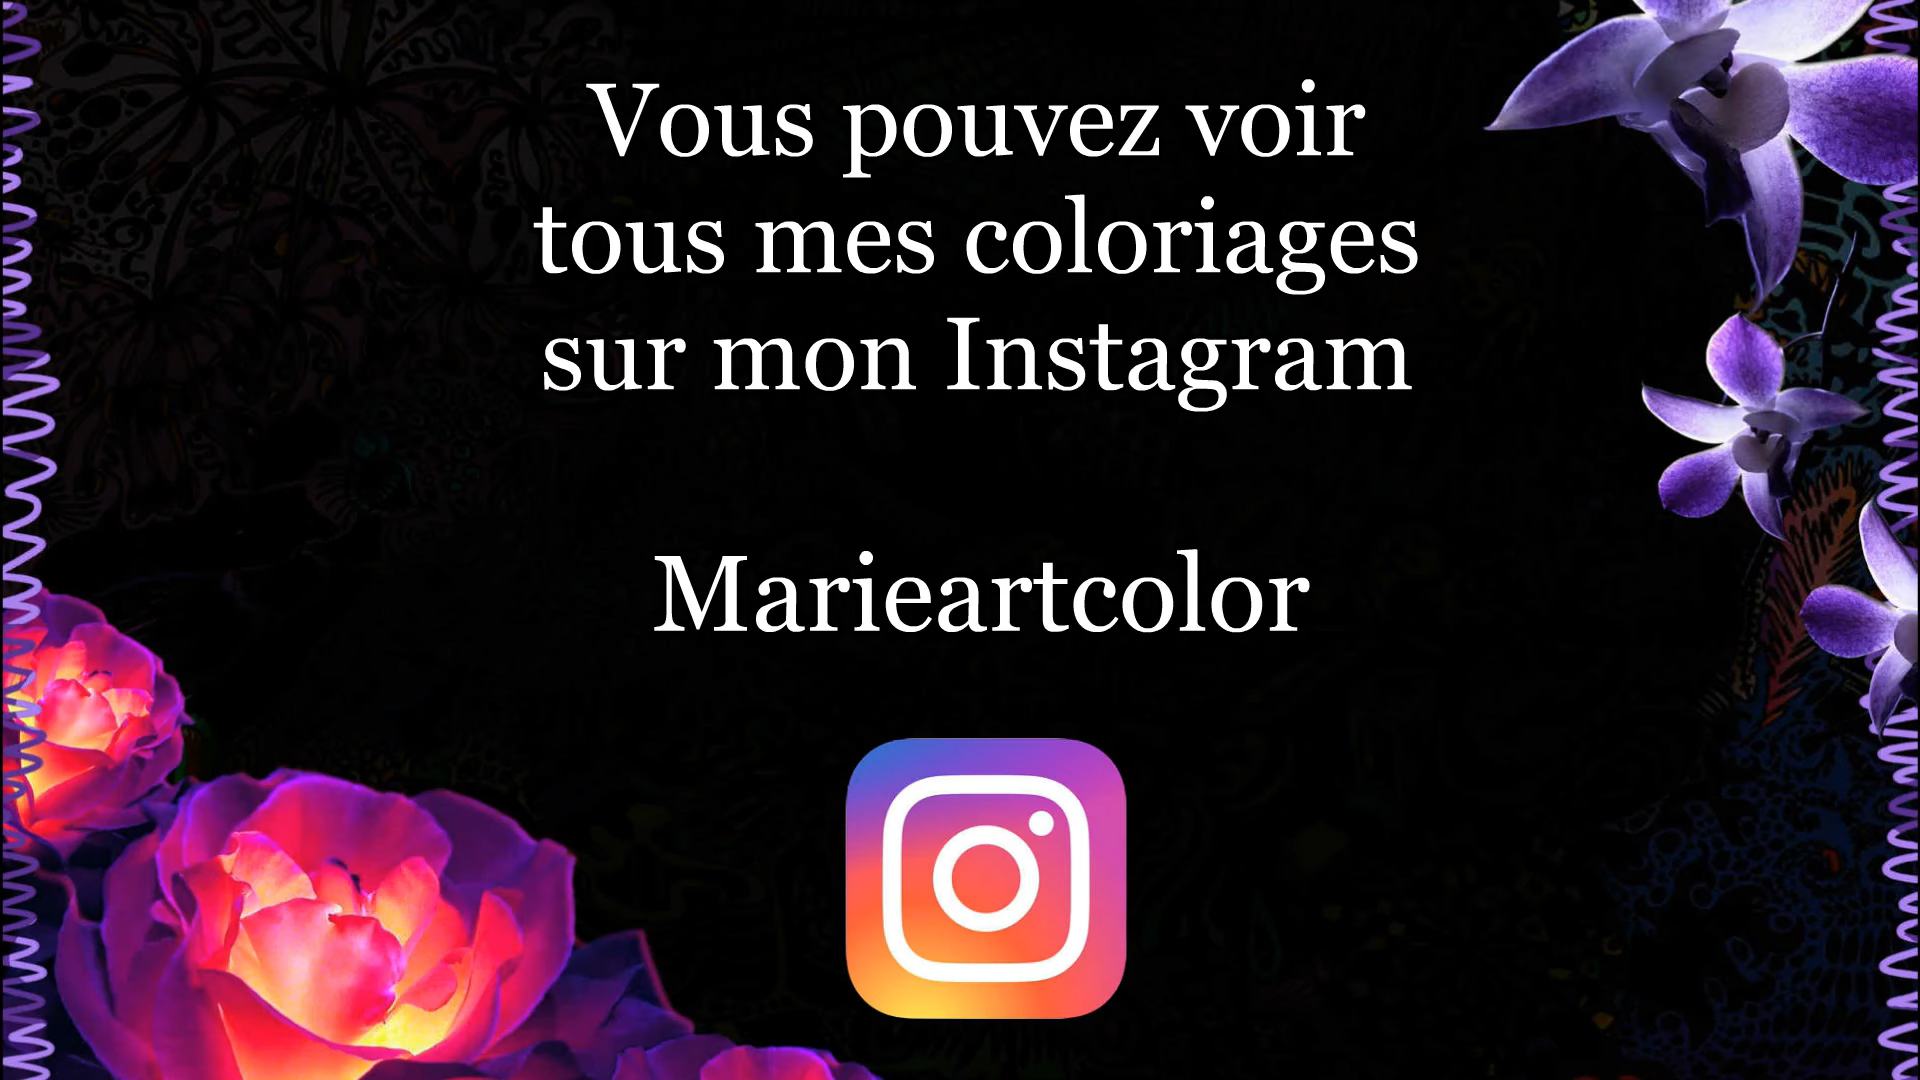 Vous pouvez voir
tous mes coloriages
sur mon Instagram
Marieartcolor